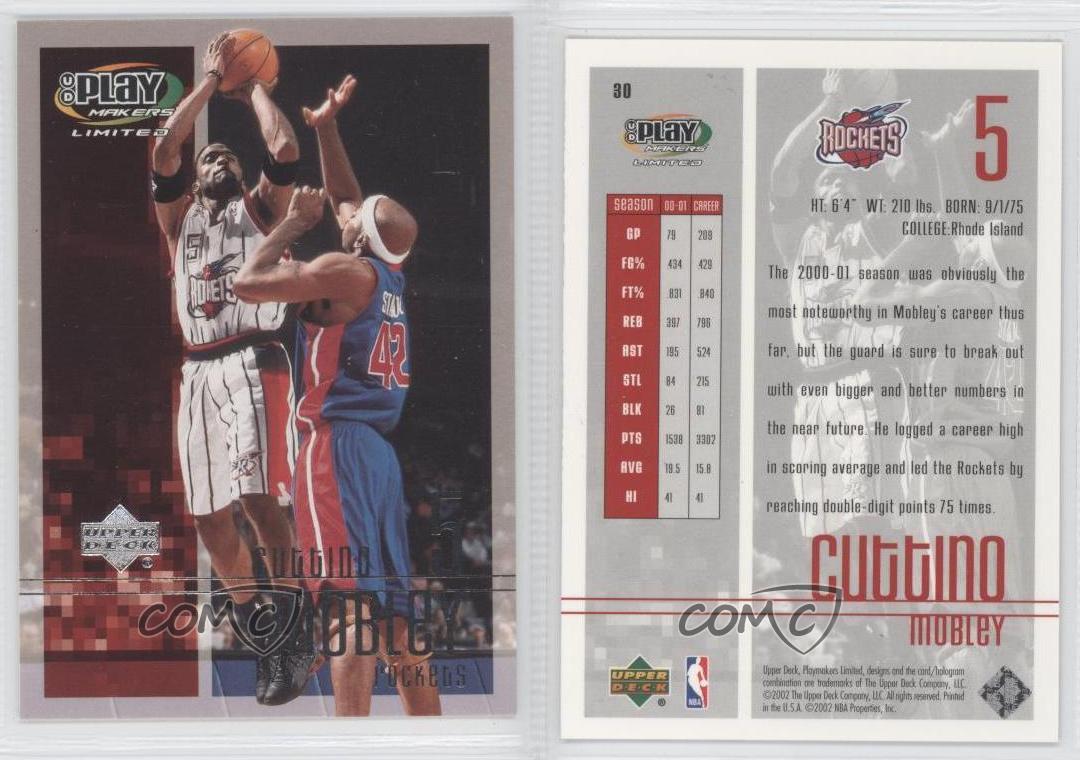 UD
PLAY
MAKERS
LIMITED
5
ROCKETS
42
UPPER
DECK
cuttino
MOBLEY
rockets
COMC
30
UD
PLAY
MAKERS
LIMITED
ROCKETS
5
HT: 6'4" WT: 210 lbs. BORN: 9/1/75
COLLEGE:Rhode Island
SEASON 00-01 CAREER
GP 79 208
FG% .434 .429
FT% .831 .840
REB 397 796
AST 195 524
STL 84 215
BLK 26 81
PTS 1538 3302
AVG 19.5 15.8
HI 41 41
The 2000-01 season was obviously the
most noteworthy in Mobley's career thus
far, but the guard is sure to break out
with even bigger and better numbers in
the near future. He logged a career high
in scoring average and led the Rockets by
reaching double-digit points 75 times.
CUTTINO
MOBLEY
COMC
UPPER
DECK
NBA
Upper Deck, Playmakers Limited, designs and the card/hologram
combination are trademarks of The Upper Deck Company, LLC.
©2002 The Upper Deck Company, LLC. All rights reserved. Printed
in the U.S.A. ©2002 NBA Properties, Inc.